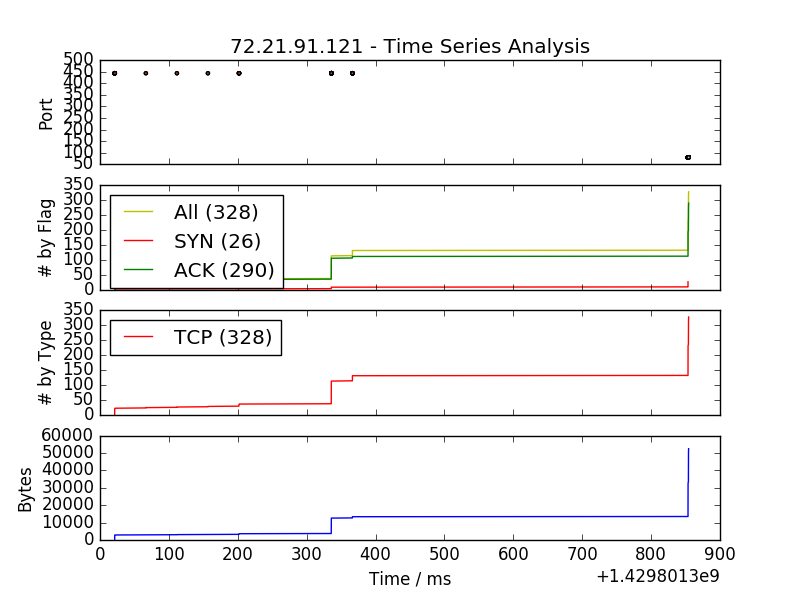 72.21.91.121 - Time Series Analysis
500
450
400
350
300
250
200
150
100
50
Port
350
300
250
200
150
100
50
0
# by Flag
All (328)
SYN (26)
ACK (290)
350
300
250
200
150
100
50
0
# by Type
TCP (328)
60000
50000
40000
30000
20000
10000
0
Bytes
0 100 200 300 400 500 600 700 800 900
Time / ms
+1.4298013e9